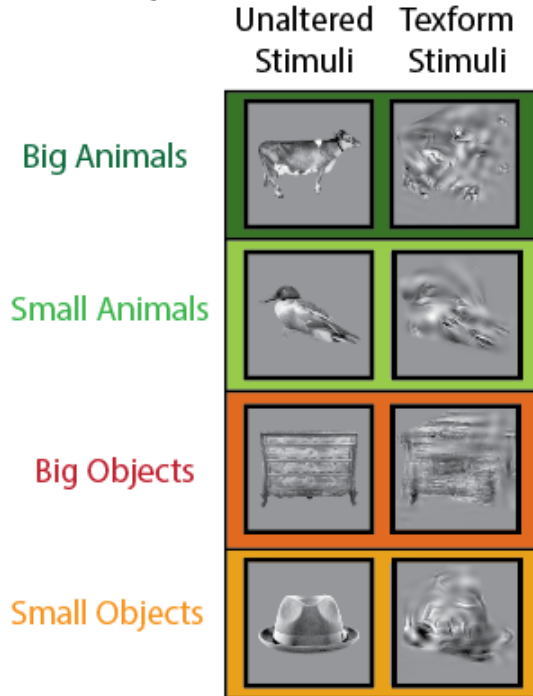 Unaltered Texform
Stimuli Stimuli
Big Animals
Small Animals
Big Objects
Small Objects